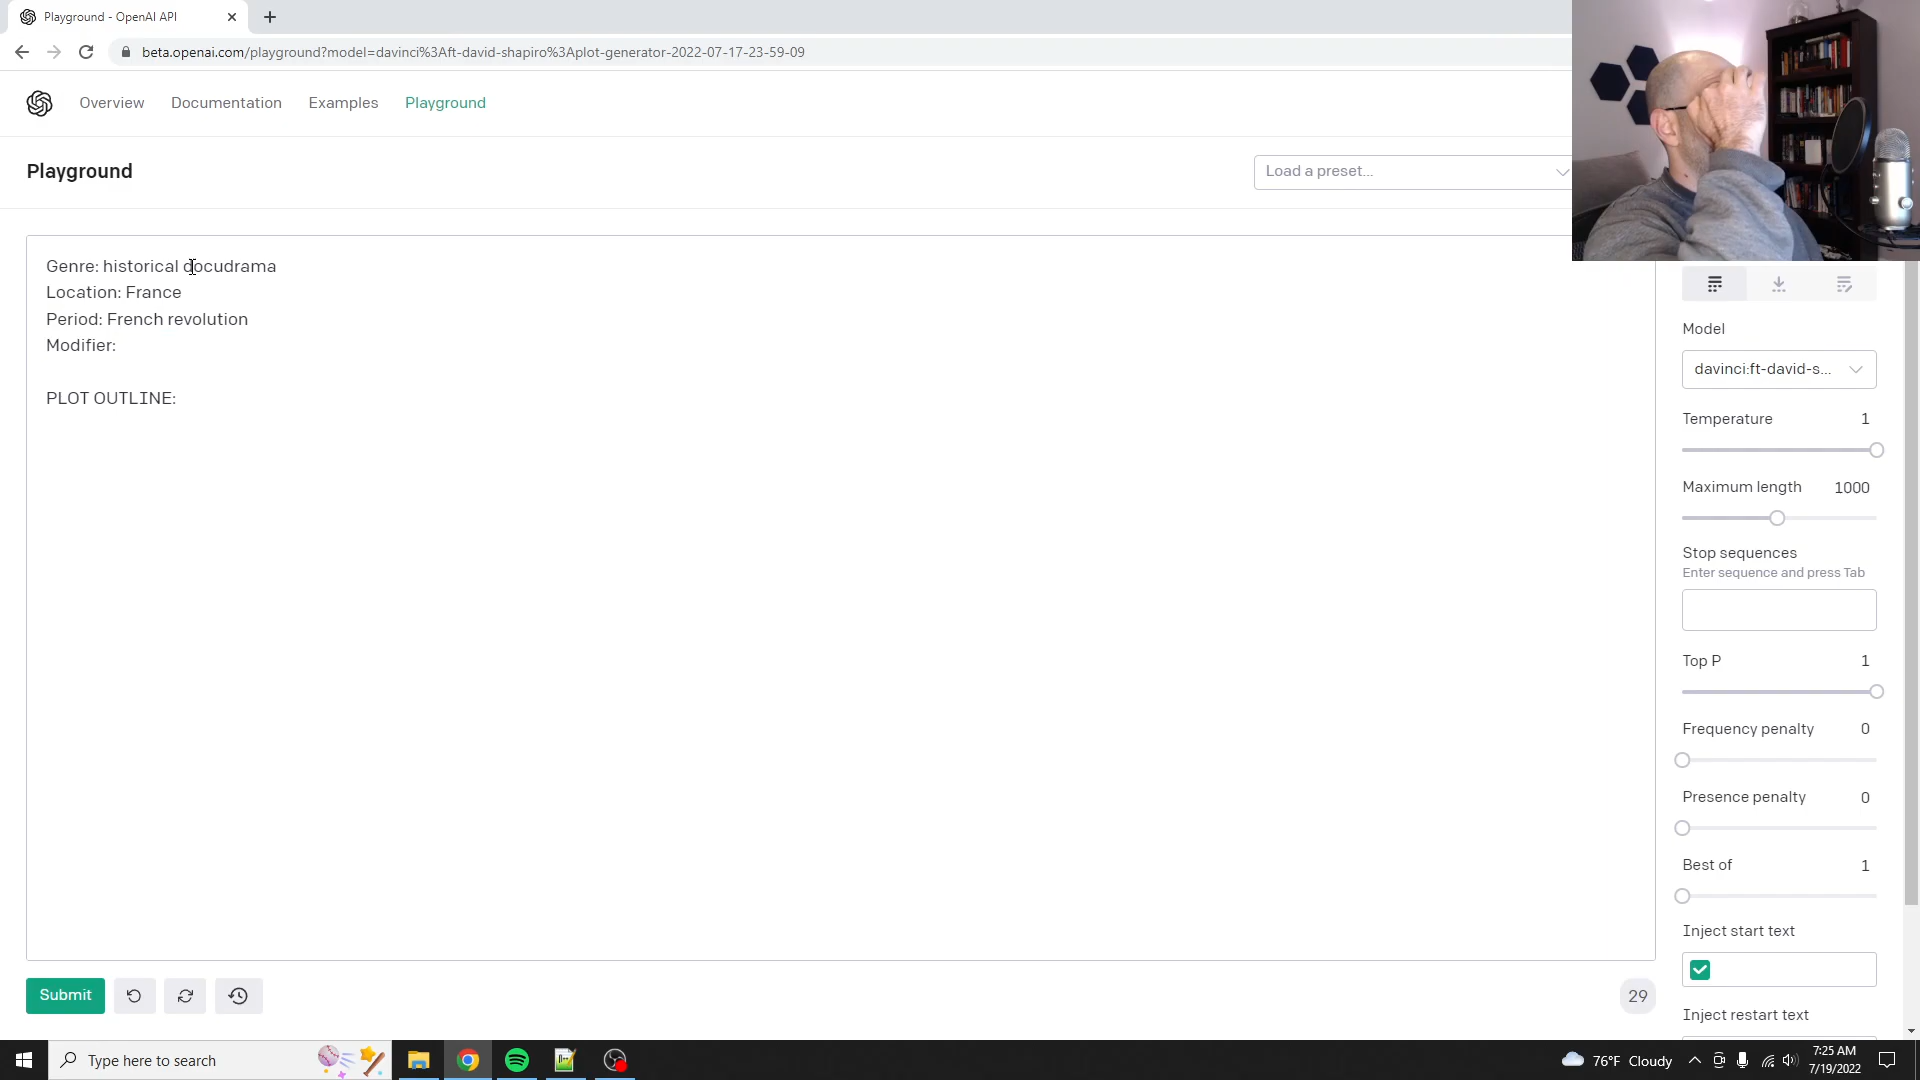 Playground - OpenAI API
beta.openai.com/playground?model=davinci%3Aft-david-shapiro%3Aplot-generator-2022-07-17-23-59-09
Overview Documentation Examples Playground
Playground
Load a preset...
Genre: historical docudrama
Location: France
Period: French revolution
Modifier:
PLOT OUTLINE:
Model
davinci:ft-david-s...
Temperature 1
Maximum length 1000
Stop sequences
Enter sequence and press Tab
Top P 1
Frequency penalty 0
Presence penalty 0
Best of 1
Inject start text
Inject restart text
Submit
29
Type here to search
76°F Cloudy
7:25 AM
7/19/2022